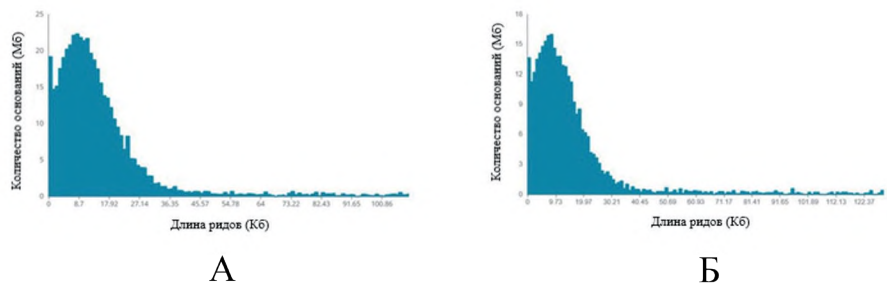 25
20
15
10
5
0
Количество оснований (Мб)
0 8.7 17.92 27.14 36.35 45.57 54.78 64 73.22 82.43 91.65 100.86
Длина ридов (Кб)
А
18
15
12
9
6
3
0
Количество оснований (Мб)
0 9.73 19.97 30.21 40.45 50.69 60.93 71.17 81.41 91.65 101.89 112.13 122.37
Длина ридов (Кб)
Б